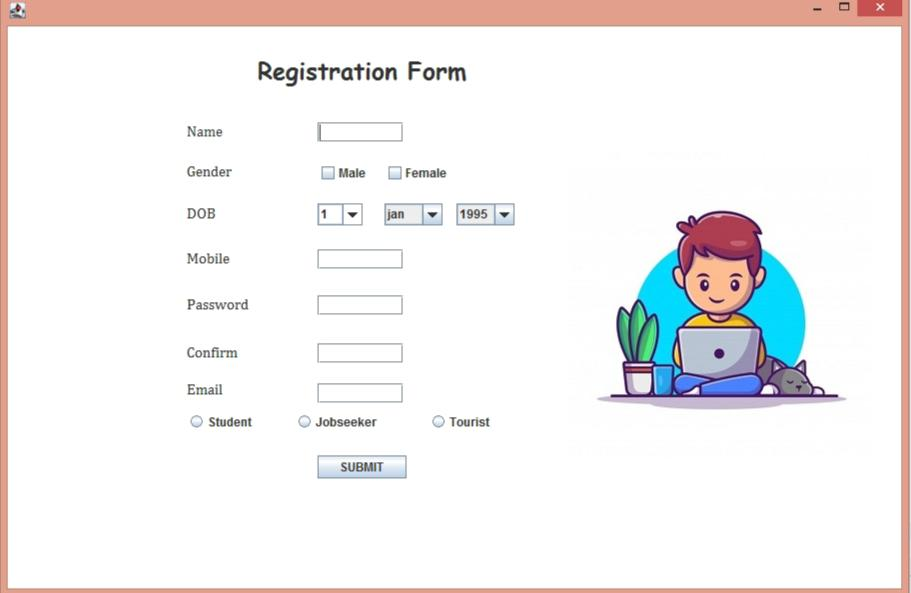 Registration Form
Name
Gender Male Female
DOB 1 jan 1995
Mobile
Password
Confirm
Email
Student Jobseeker Tourist
SUBMIT